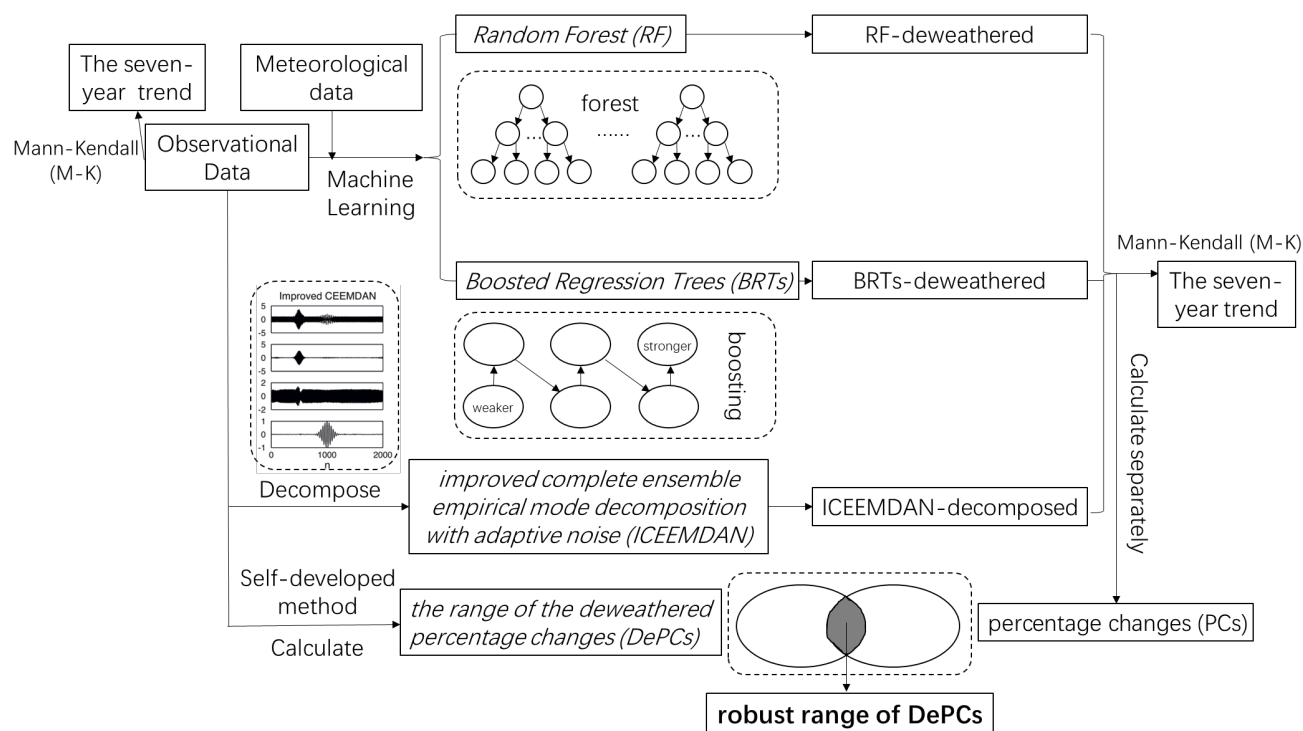 The seven-
year trend
Mann-Kendall
(M-K)
Observational
Data
Meteorological
data
Machine
Learning
Random Forest (RF)
RF-deweathered
forest
...
......
...
Boosted Regression Trees (BRTs)
BRTs-deweathered
Mann-Kendall (M-K)
The seven-
year trend
weaker
stronger
boosting
Improved CEEMDAN
5
0
-5
5
0
-5
2
0
-2
1
0
-1
0
1000
2000
n
Decompose
improved complete ensemble
empirical mode decomposition
with adaptive noise (ICEEMDAN)
ICEEMDAN-decomposed
Calculate separately
Self-developed
method
Calculate
the range of the deweathered
percentage changes (DePCs)
percentage changes (PCs)
robust range of DePCs